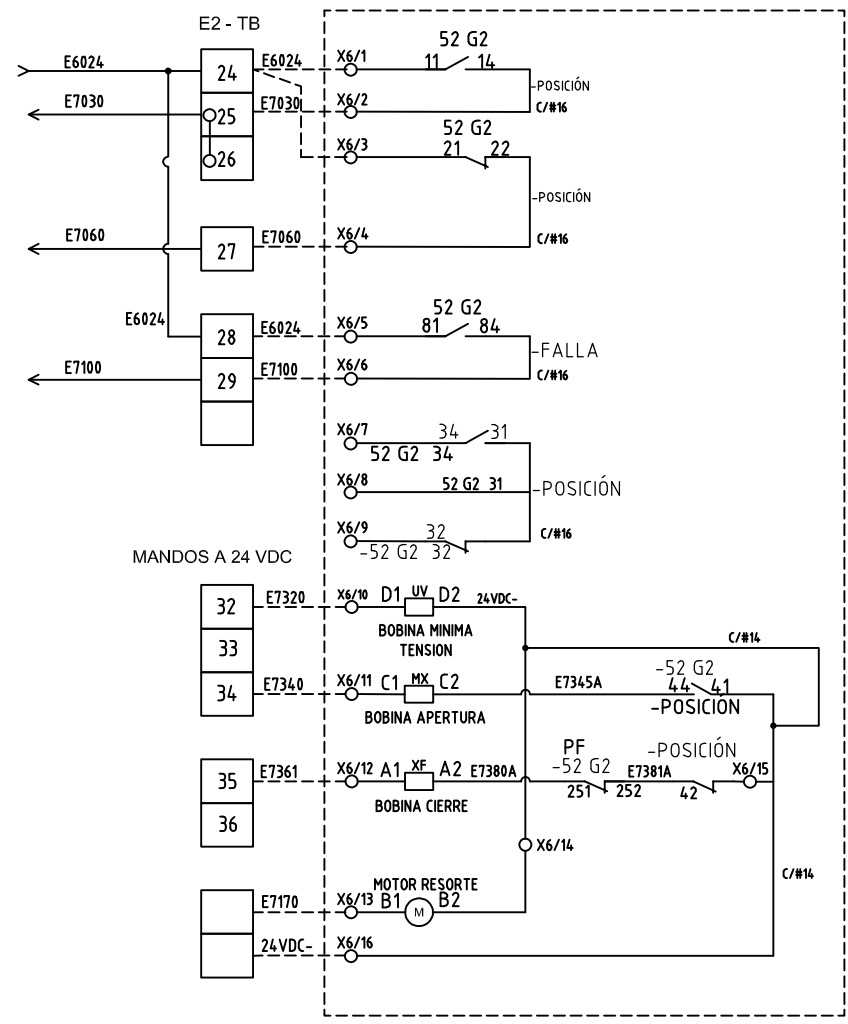 E2 - TB
E6024
24
E6024
X6/1
52 G2
11
14
-POSICIÓN
C/#16
E7030
25
E7030
X6/2
26
X6/3
52 G2
21
22
-POSICIÓN
C/#16
E7060
27
E7060
X6/4
E6024
28
E6024
X6/5
52 G2
81
84
-FALLA
C/#16
E7100
29
E7100
X6/6
X6/7
34
31
52 G2 34
X6/8
52 G2 31
-POSICIÓN
C/#16
X6/9
32
-52 G2 32
MANDOS A 24 VDC
32
E7320
X6/10
D1
UV
D2
24VDC-
BOBINA MINIMA
TENSION
C/#14
33
34
E7340
X6/11
C1
MX
C2
E7345A
-52 G2
44
41
-POSICION
BOBINA APERTURA
35
E7361
X6/12
A1
XF
A2
E7380A
PF
-52 G2
251
252
E7381A
-POSICIÓN
42
X6/15
BOBINA CIERRE
36
X6/14
C/#14
MOTOR RESORTE
E7170
X6/13
B1
M
B2
24VDC-
X6/16